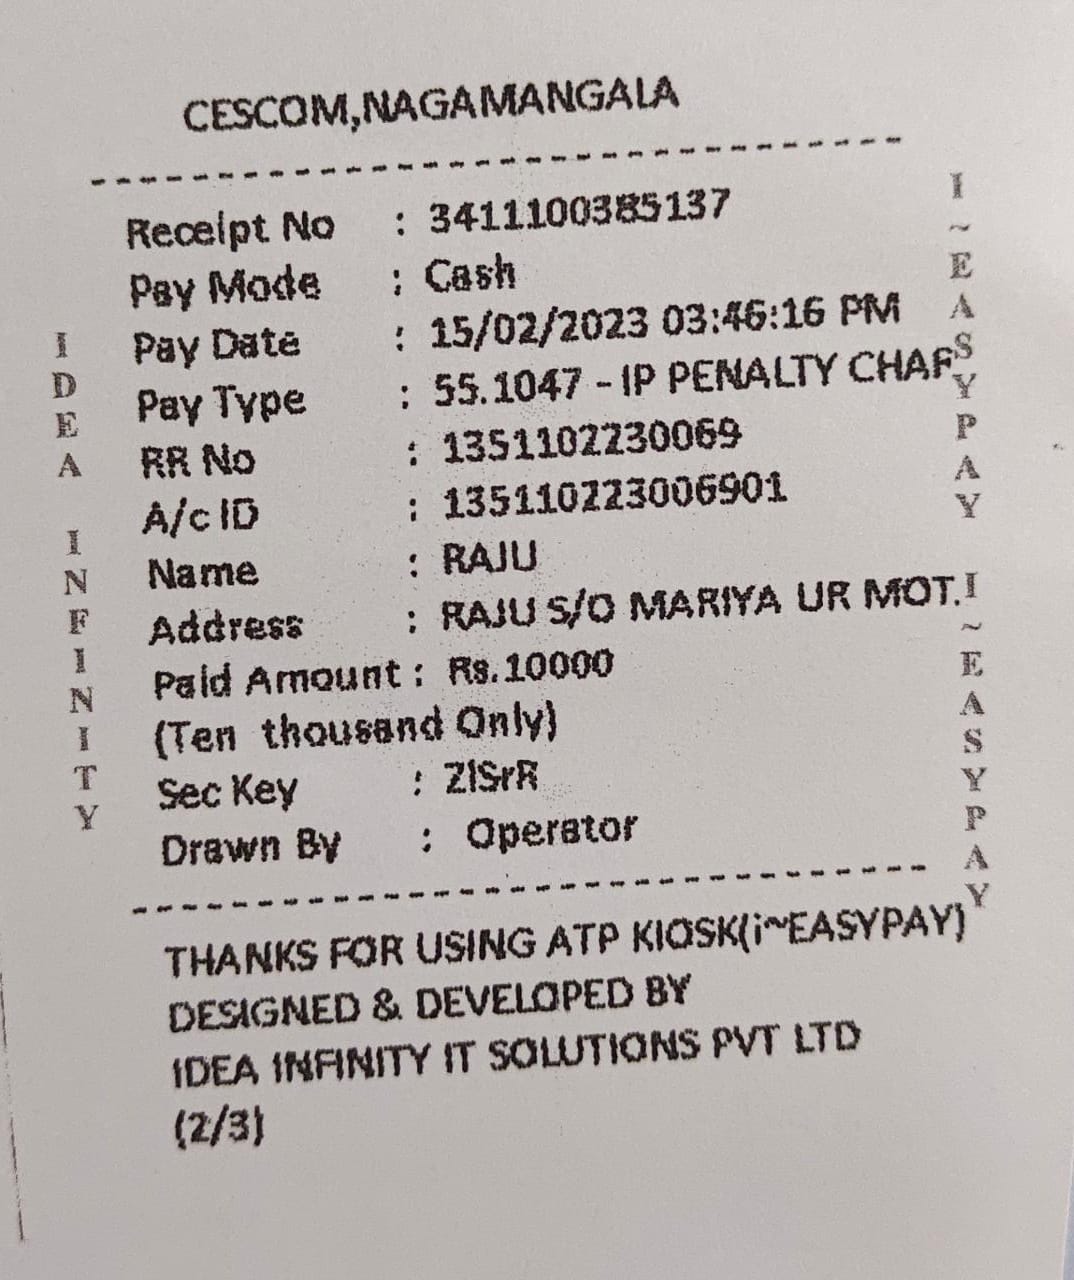 CESCOM,NAGAMANGALA
--------------------------------
Receipt No : 3411100385137
Pay Mode : Cash
Pay Date : 15/02/2023 03:46:16 PM
Pay Type : 55.1047 - IP PENALTY CHAR
RR No : 1351102230069
A/c ID : 135110223006901
Name : RAJU
Address : RAJU S/O MARIYA UR MOT.
Paid Amount : Rs.10000
(Ten thousand Only)
Sec Key : ZISrR
Drawn By : Operator
--------------------------------
THANKS FOR USING ATP KIOSK(i~EASYPAY)
DESIGNED & DEVELOPED BY
IDEA INFINITY IT SOLUTIONS PVT LTD
(2/3)
IDEA INFINITY
I~EASYPAY I~EASYPAY